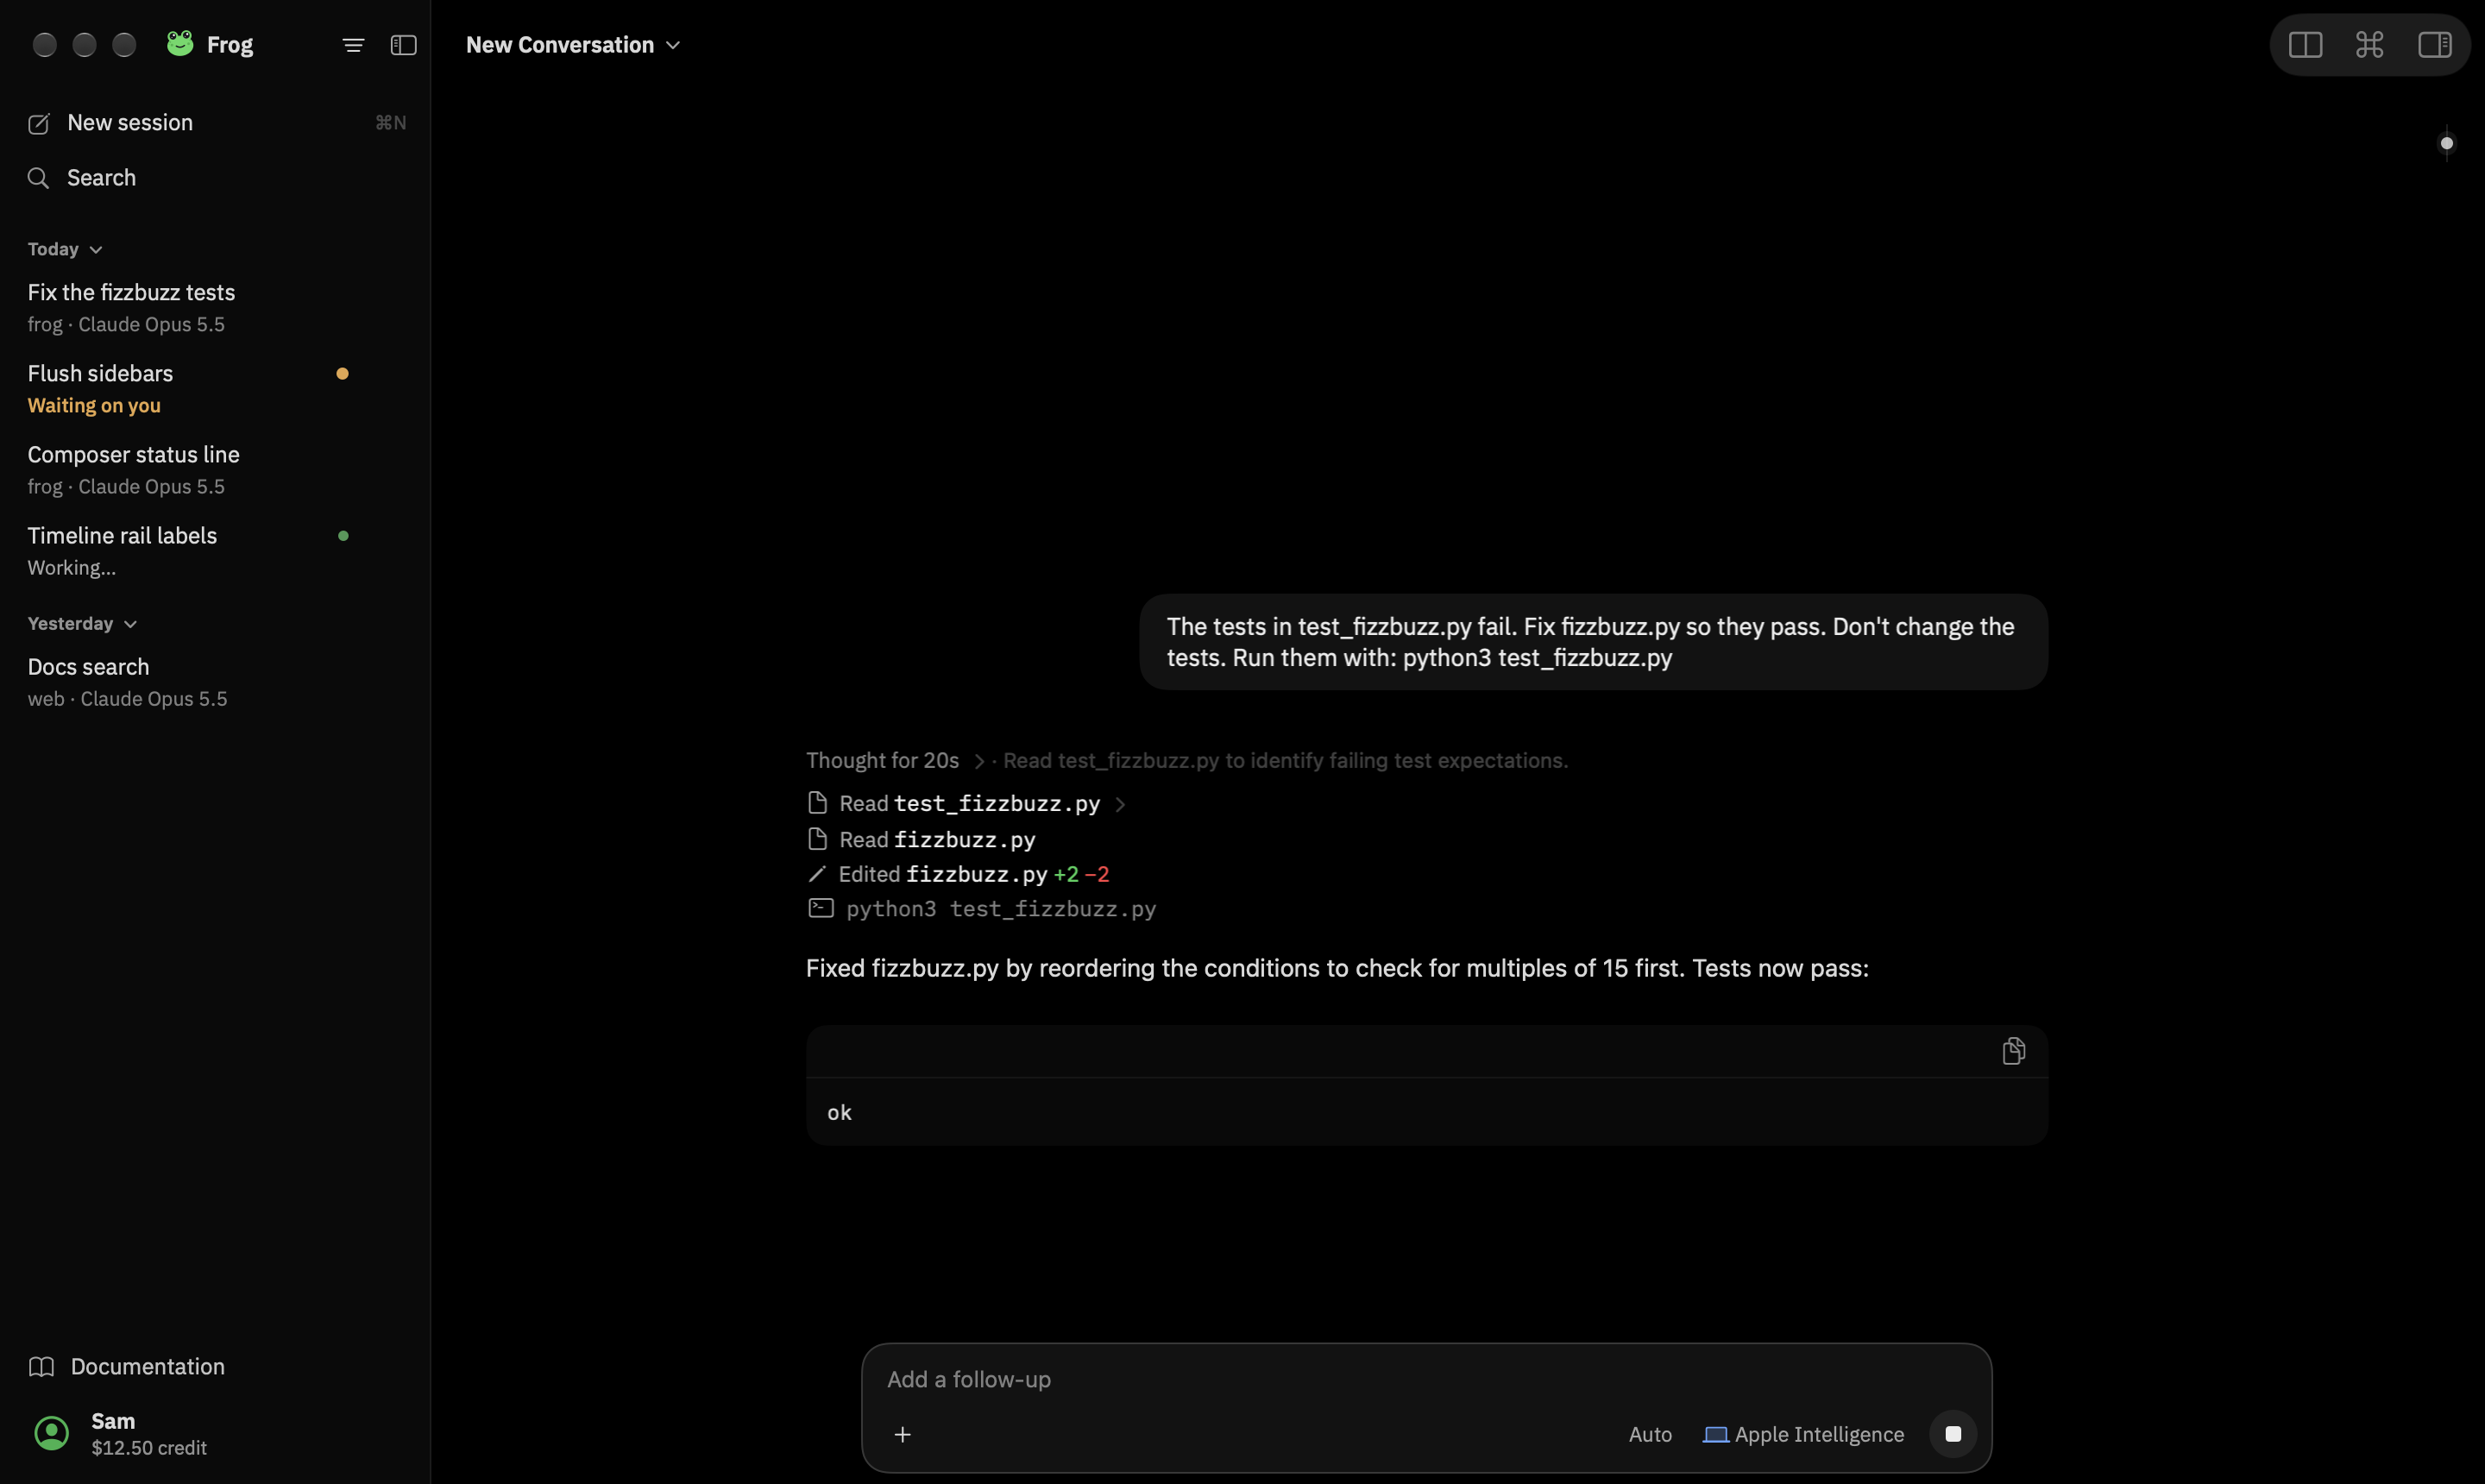 Frog
New Conversation
New session
⌘N
Search
Today
Fix the fizzbuzz tests
frog · Claude Opus 5.5
Flush sidebars
Waiting on you
Composer status line
frog · Claude Opus 5.5
Timeline rail labels
Working...
Yesterday
Docs search
web · Claude Opus 5.5
The tests in test_fizzbuzz.py fail. Fix fizzbuzz.py so they pass. Don't change the
tests. Run them with: python3 test_fizzbuzz.py
Thought for 20s > · Read test_fizzbuzz.py to identify failing test expectations.
Read test_fizzbuzz.py >
Read fizzbuzz.py
Edited fizzbuzz.py +2 −2
python3 test_fizzbuzz.py
Fixed fizzbuzz.py by reordering the conditions to check for multiples of 15 first. Tests now pass:
ok
Add a follow-up
Auto
Apple Intelligence
Documentation
Sam
$12.50 credit